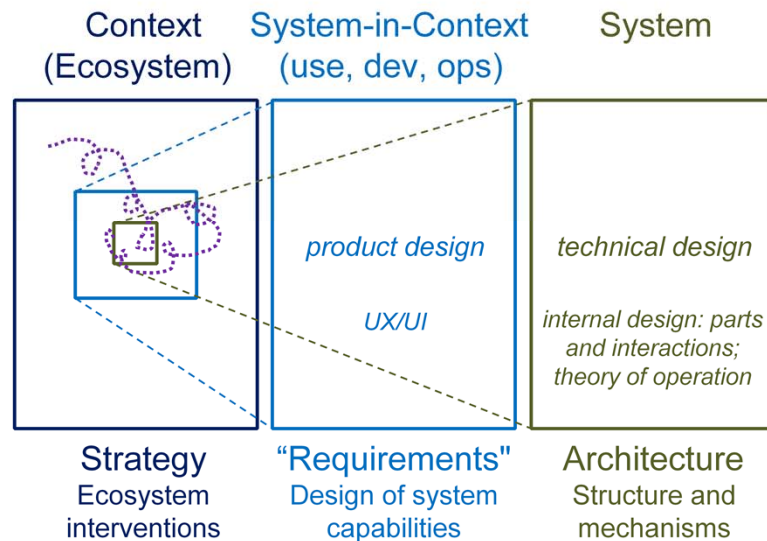 Context
(Ecosystem)
System-in-Context
(use, dev, ops)
System
product design
UX/UI
technical design
internal design: parts
and interactions;
theory of operation
Strategy
Ecosystem
interventions
“Requirements"
Design of system
capabilities
Architecture
Structure and
mechanisms